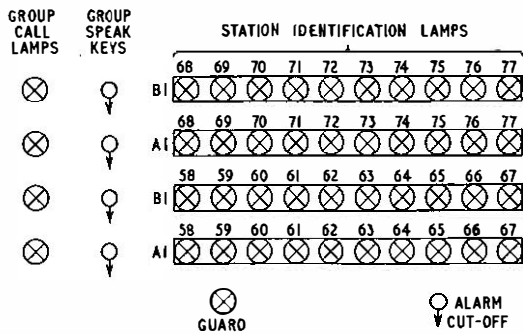 GROUP CALL LAMPS
GROUP SPEAK KEYS
STATION IDENTIFICATION LAMPS
68 69 70 71 72 73 74 75 76 77
B1
68 69 70 71 72 73 74 75 76 77
A1
58 59 60 61 62 63 64 65 66 67
B1
58 59 60 61 62 63 64 65 66 67
A1
GUARD
ALARM CUT-OFF